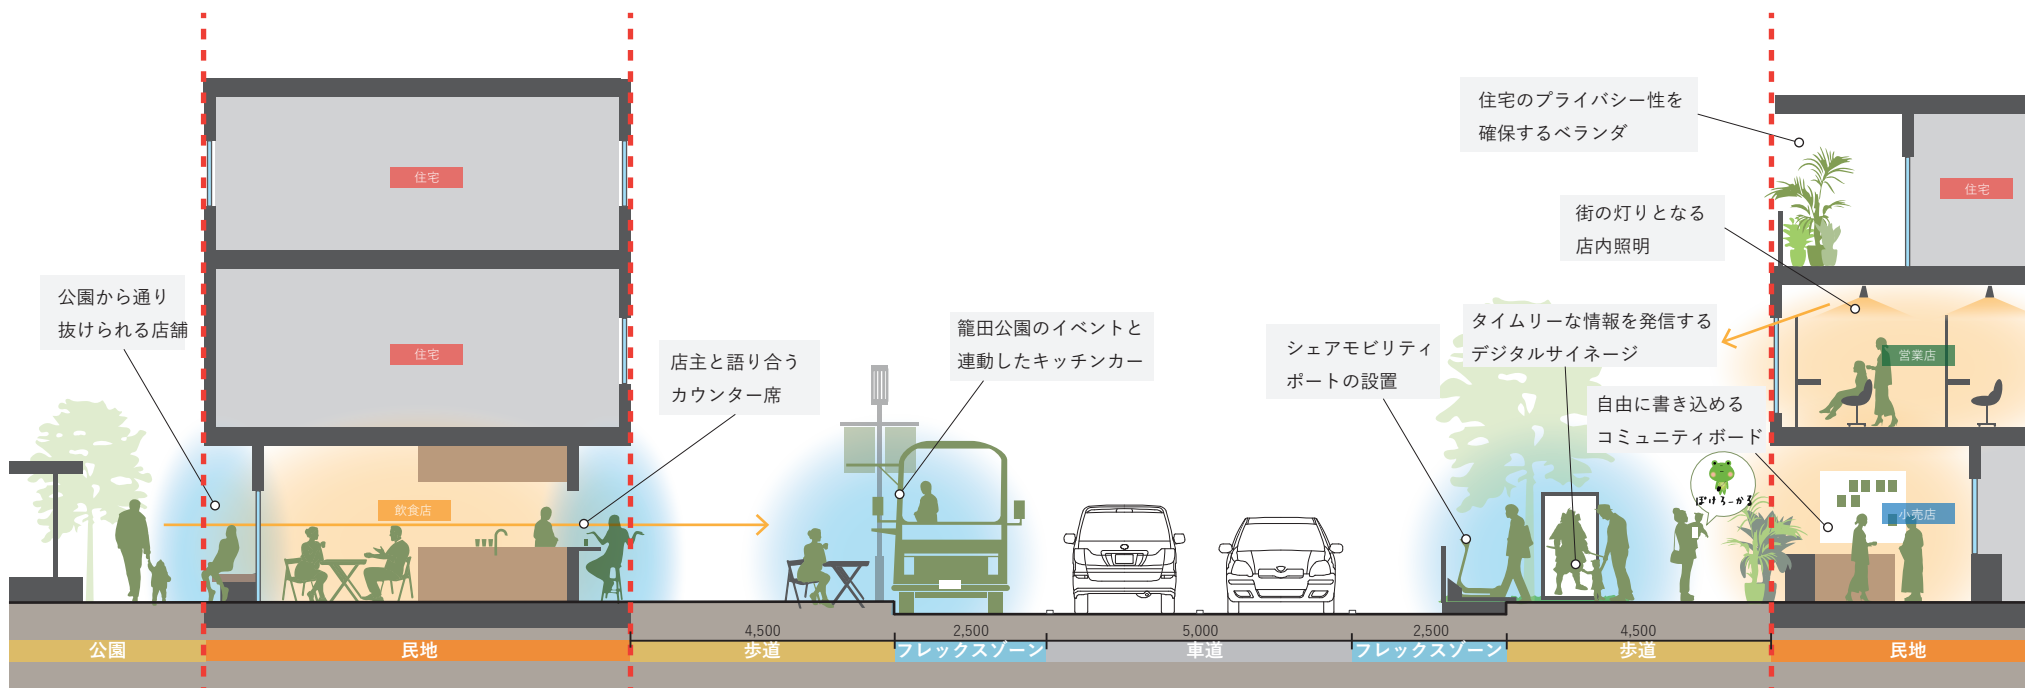 住宅のプライバシー性を
確保するベランダ
住宅
住宅
街の灯りとなる
店内照明
公園から通り
抜けられる店舗
住宅
店主と語り合う
カウンター席
籠田公園のイベントと
連動したキッチンカー
シェアモビリティ
ポートの設置
タイムリーな情報を発信する
デジタルサイネージ
営業店
自由に書き込める
コミュニティボード
ぽけろーかる
飲食店
小売店
4,500
2,500
5,000
2,500
4,500
公園
民地
歩道
フレックスゾーン
車道
フレックスゾーン
歩道
民地